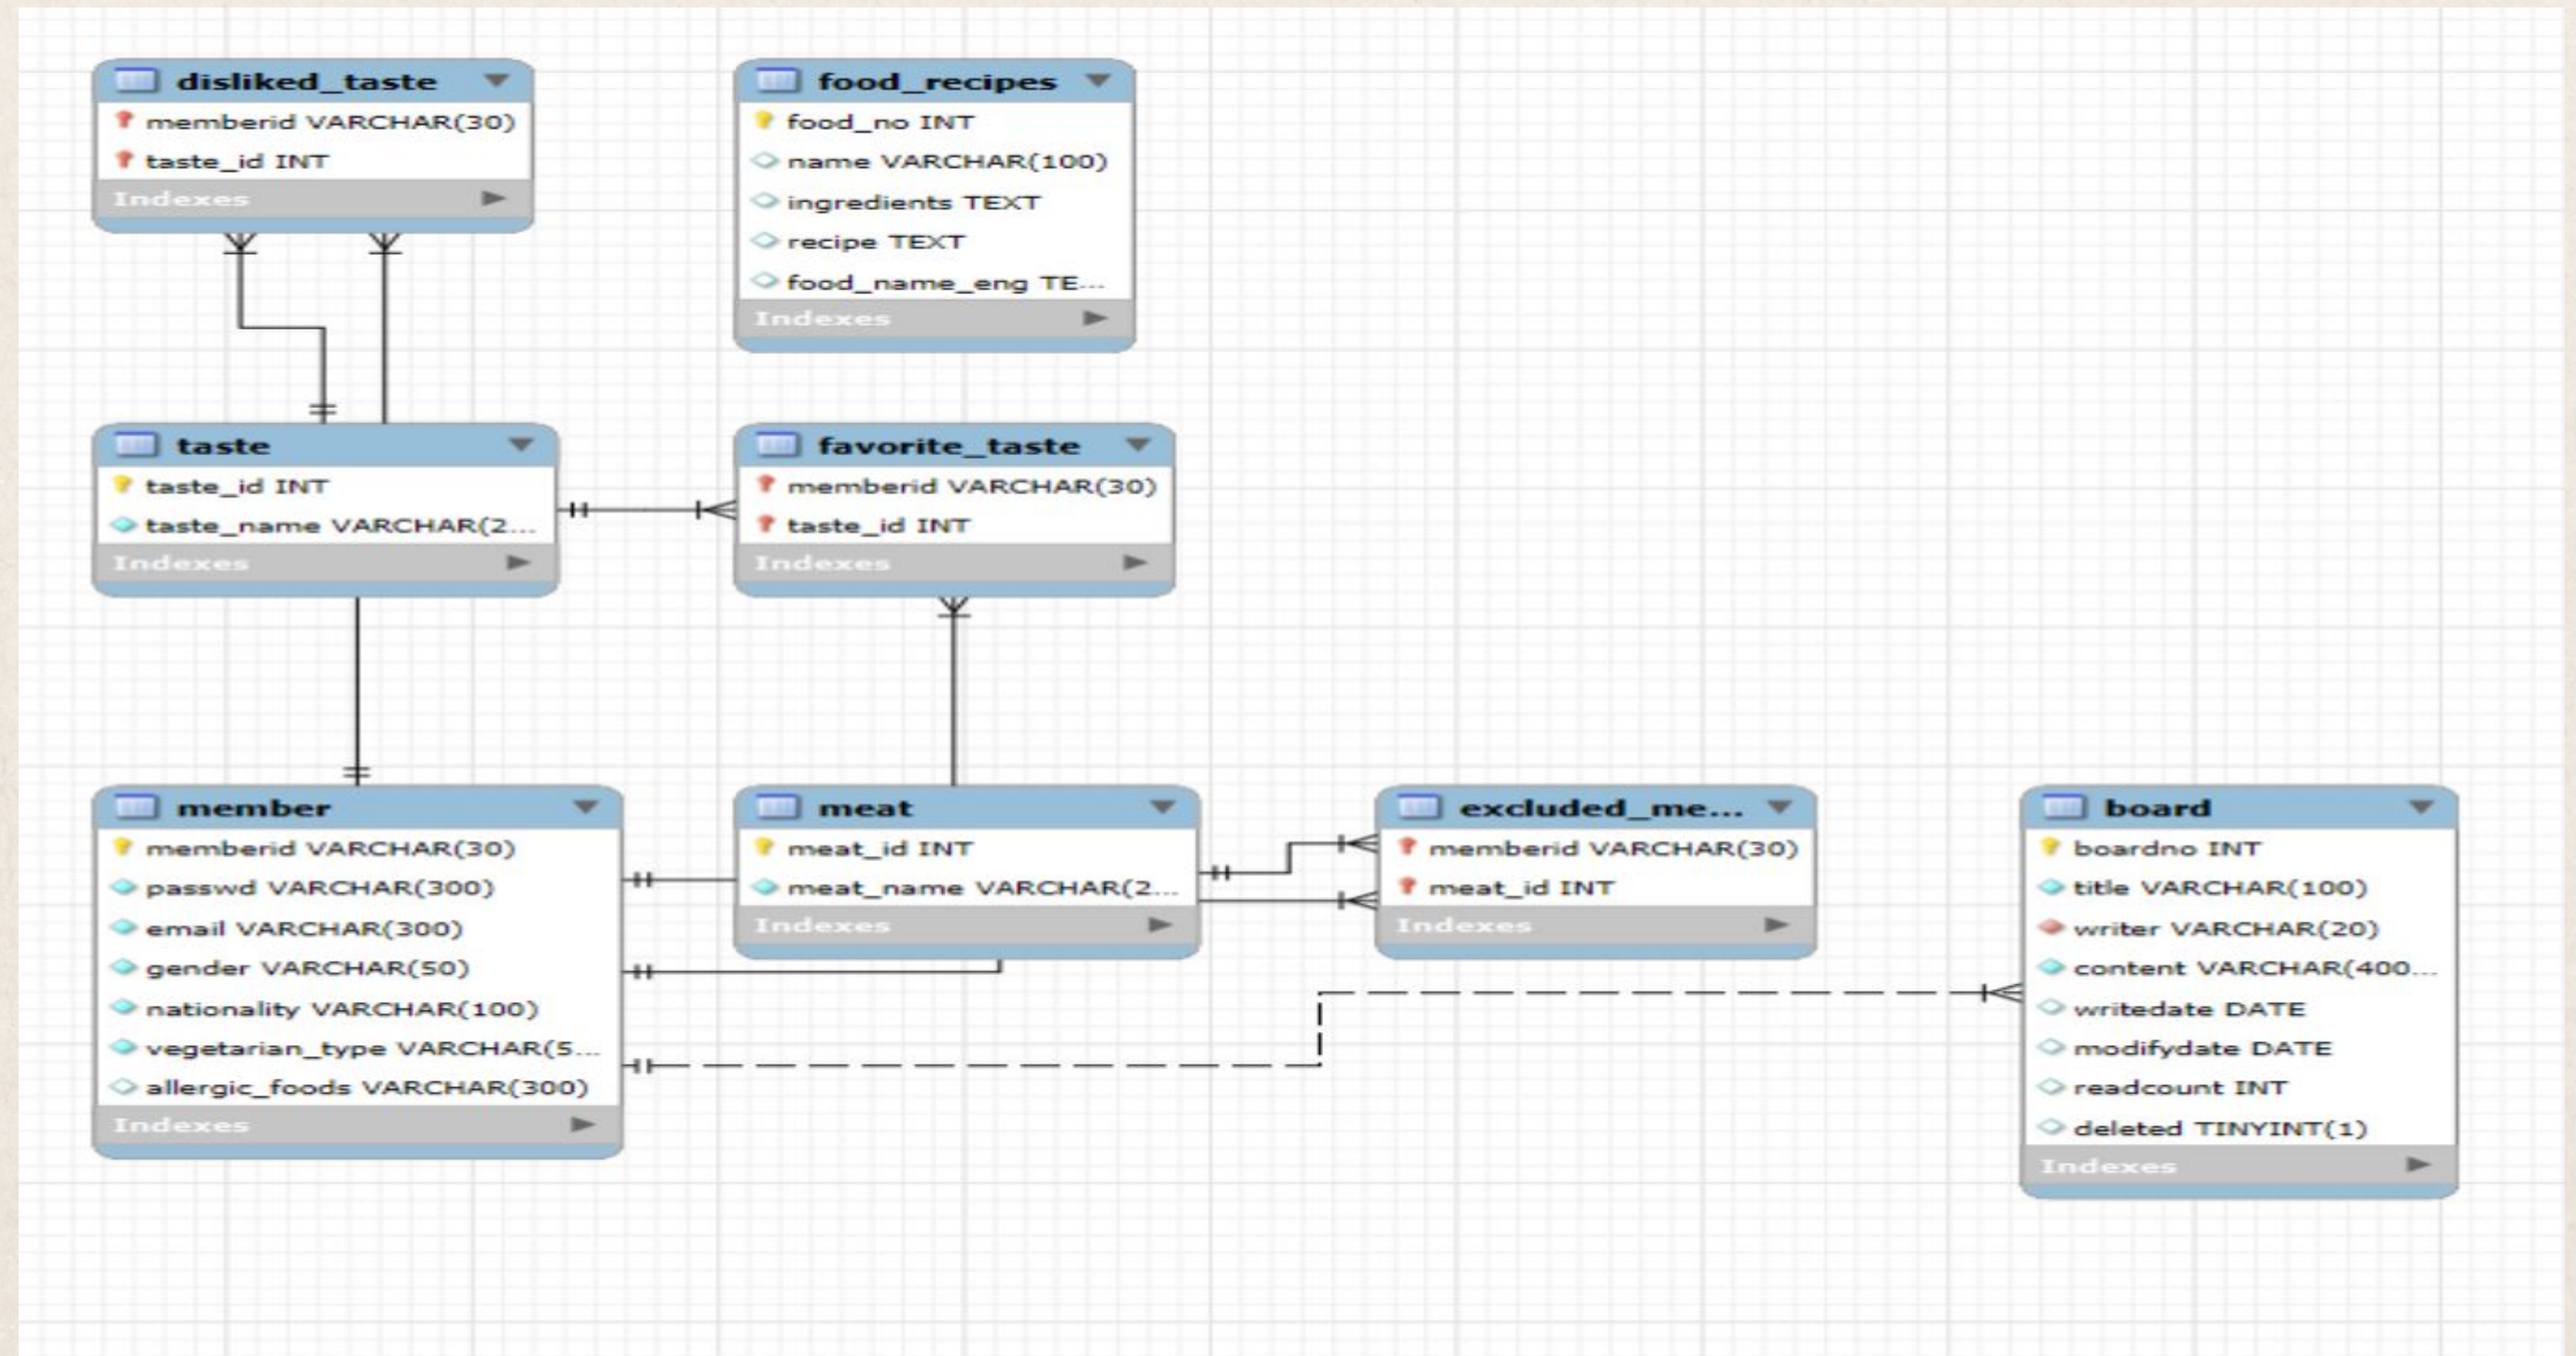 disliked_taste
memberid VARCHAR(30)
taste_id INT
Indexes
food_recipes
food_no INT
name VARCHAR(100)
ingredients TEXT
recipe TEXT
food_name_eng TE...
Indexes
taste
taste_id INT
taste_name VARCHAR(2...
Indexes
favorite_taste
memberid VARCHAR(30)
taste_id INT
Indexes
member
memberid VARCHAR(30)
passwd VARCHAR(300)
email VARCHAR(300)
gender VARCHAR(50)
nationality VARCHAR(100)
vegetarian_type VARCHAR(5...
allergic_foods VARCHAR(300)
Indexes
meat
meat_id INT
meat_name VARCHAR(2...
Indexes
excluded_me...
memberid VARCHAR(30)
meat_id INT
Indexes
board
boardno INT
title VARCHAR(100)
writer VARCHAR(20)
content VARCHAR(400...
writedate DATE
modifydate DATE
readcount INT
deleted TINYINT(1)
Indexes